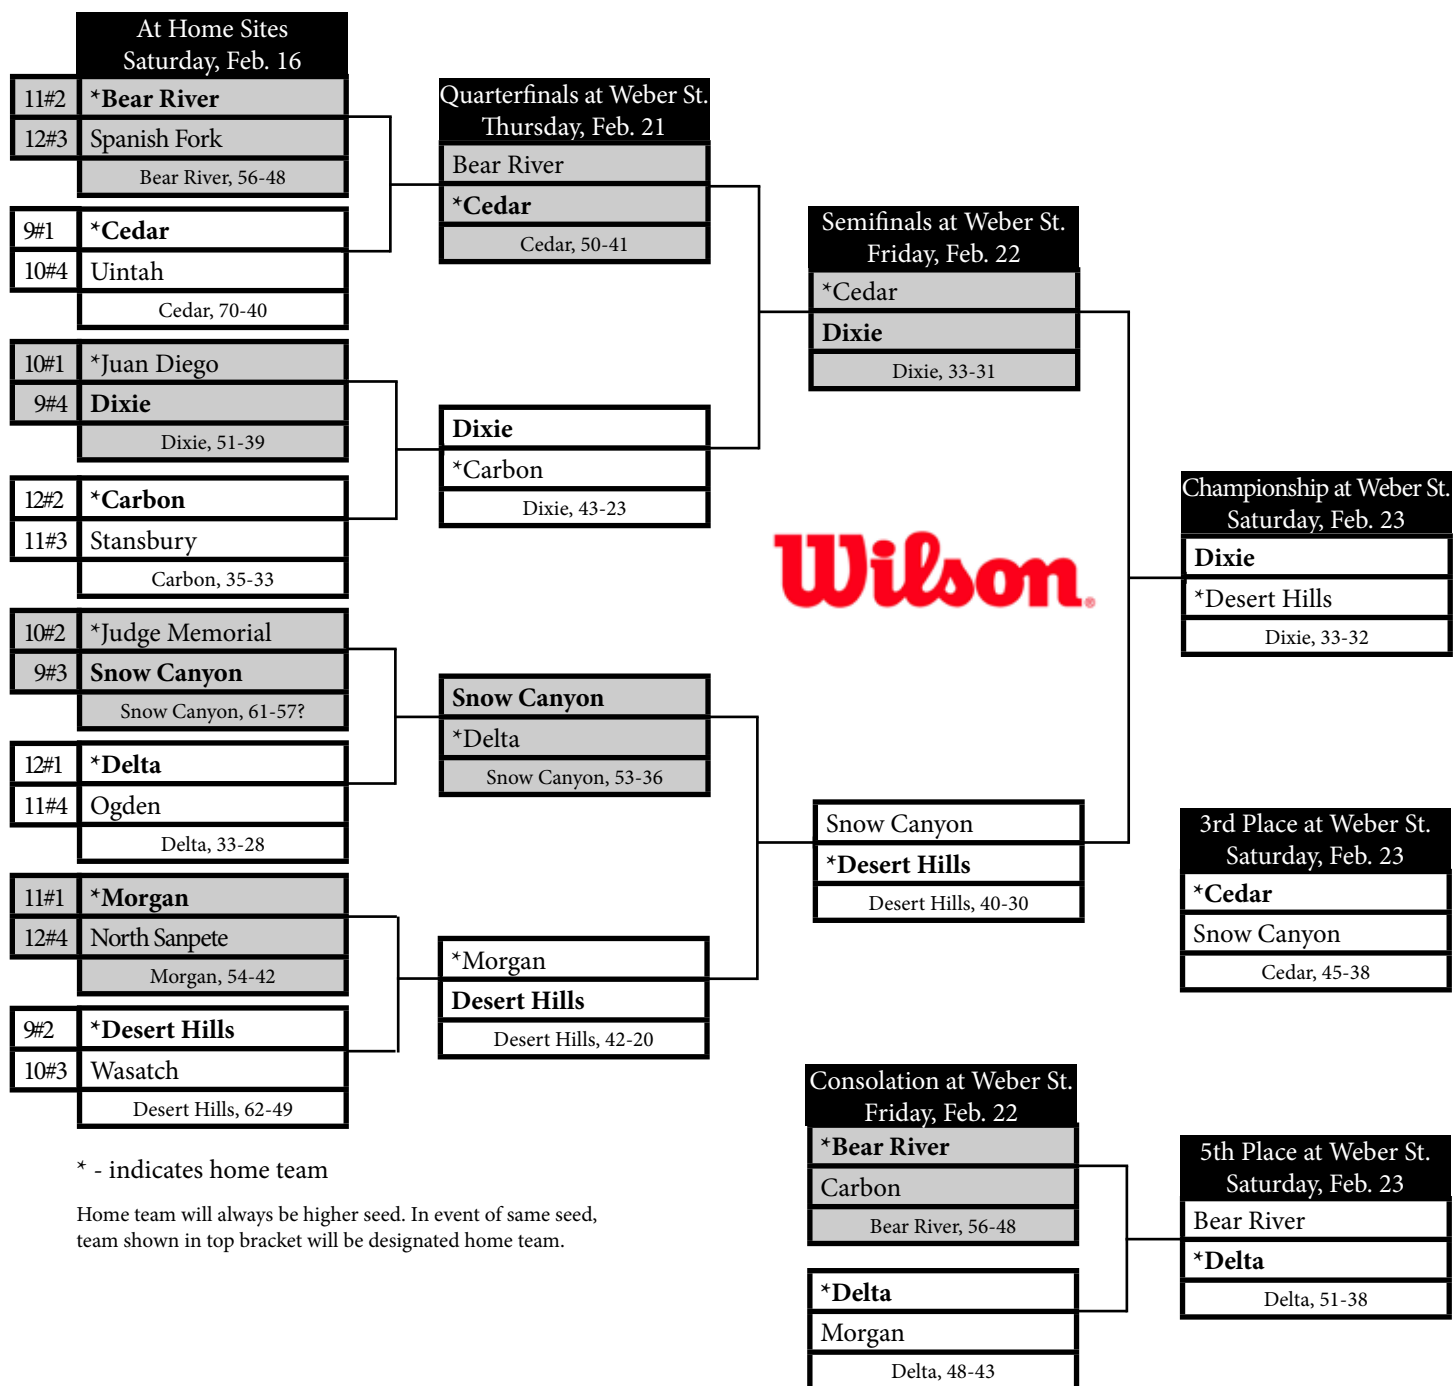 At Home Sites
Saturday, Feb. 16
11#2 *Bear River
12#3 Spanish Fork
Bear River, 56-48
9#1 *Cedar
10#4 Uintah
Cedar, 70-40
10#1 *Juan Diego
9#4 Dixie
Dixie, 51-39
12#2 *Carbon
11#3 Stansbury
Carbon, 35-33
10#2 *Judge Memorial
9#3 Snow Canyon
Snow Canyon, 61-57?
12#1 *Delta
11#4 Ogden
Delta, 33-28
11#1 *Morgan
12#4 North Sanpete
Morgan, 54-42
9#2 *Desert Hills
10#3 Wasatch
Desert Hills, 62-49
* - indicates home team
Home team will always be higher seed. In event of same seed,
team shown in top bracket will be designated home team.
Quarterfinals at Weber St.
Thursday, Feb. 21
Bear River
*Cedar
Cedar, 50-41
Dixie
*Carbon
Dixie, 43-23
Snow Canyon
*Delta
Snow Canyon, 53-36
*Morgan
Desert Hills
Desert Hills, 42-20
Semifinals at Weber St.
Friday, Feb. 22
*Cedar
Dixie
Dixie, 33-31
Wilson®
Snow Canyon
*Desert Hills
Desert Hills, 40-30
Consolation at Weber St.
Friday, Feb. 22
*Bear River
Carbon
Bear River, 56-48
*Delta
Morgan
Delta, 48-43
Championship at Weber St.
Saturday, Feb. 23
Dixie
*Desert Hills
Dixie, 33-32
3rd Place at Weber St.
Saturday, Feb. 23
*Cedar
Snow Canyon
Cedar, 45-38
5th Place at Weber St.
Saturday, Feb. 23
Bear River
*Delta
Delta, 51-38